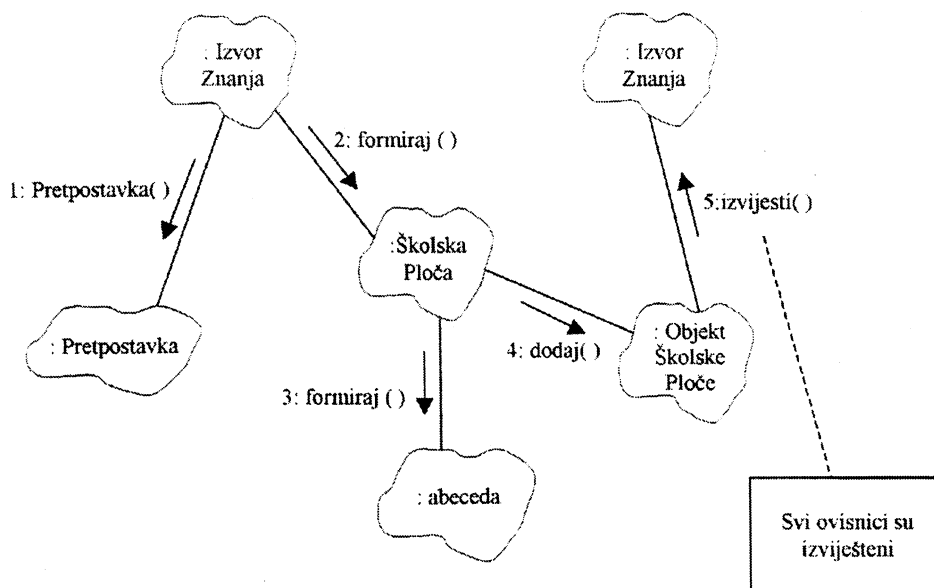 : Izvor
Znanja
: Izvor
Znanja
2: formiraj ( )
1: Pretpostavka( )
5:izvijesti( )
:Školska
Ploča
: Pretpostavka
4: dodaj( )
: Objekt
Školske
Ploče
3: formiraj ( )
: abeceda
Svi ovisnici su
izviješteni